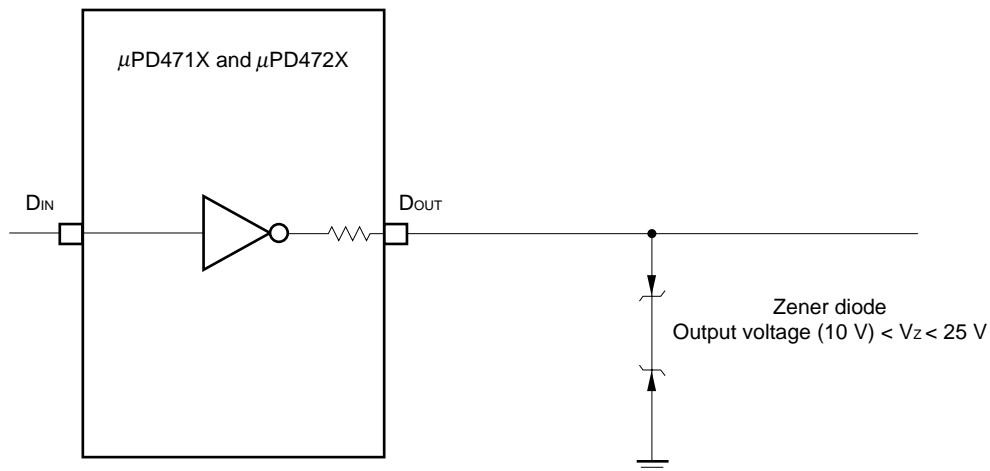 μPD471X and μPD472X
DIN
DOUT
Zener diode
Output voltage (10 V) < VZ < 25 V